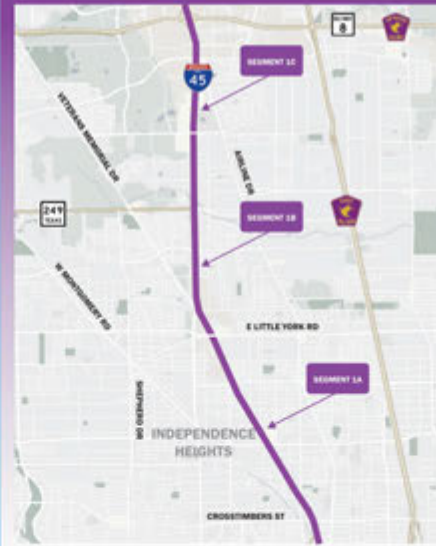 8
SEGMENT 1C
45
VETERANS MEMORIAL DR
AIRLINE DR
249
TEXAS
SEGMENT 1B
W MONTGOMERY RD
E LITTLE YORK RD
SEGMENT 1A
SHEPHERD DR
INDEPENDENCE
HEIGHTS
CROSSTIMBERS ST